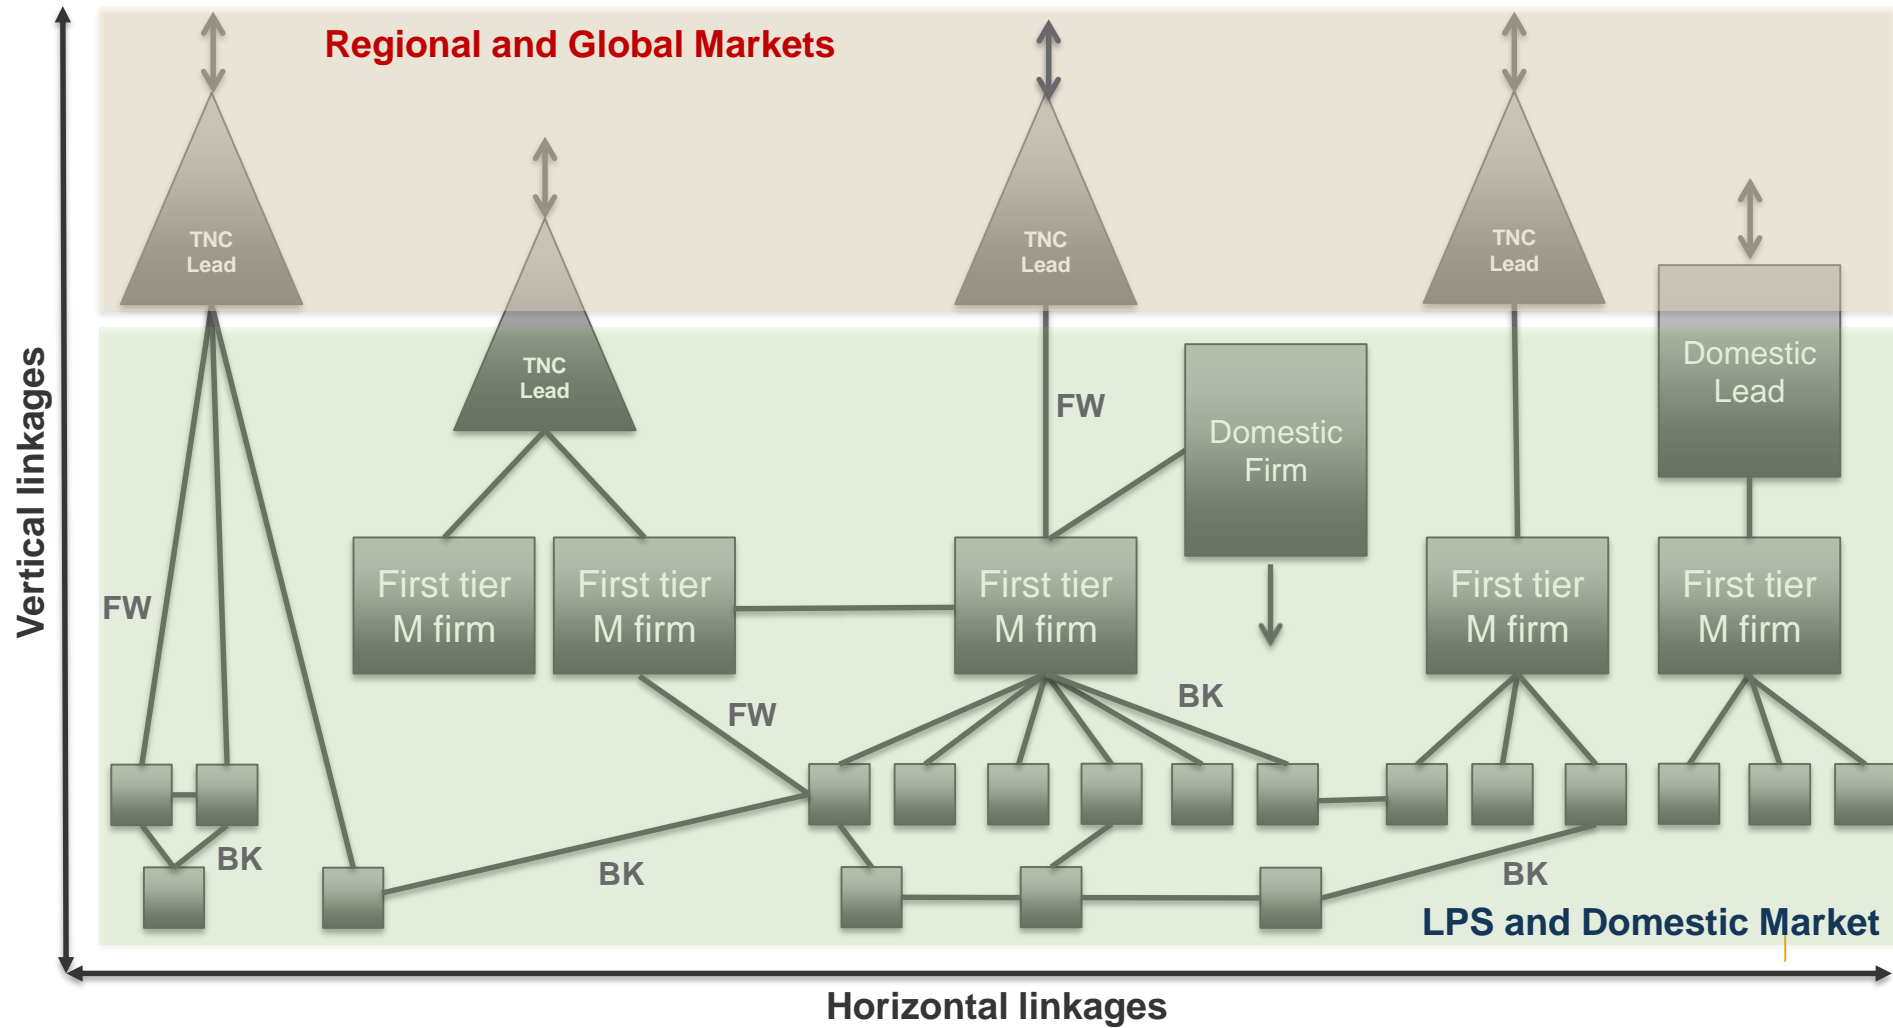 Regional and Global Markets
TNC
Lead
TNC
Lead
TNC
Lead
TNC
Lead
Domestic
Lead
Domestic
Firm
FW
Vertical linkages
First tier
M firm
First tier
M firm
First tier
M firm
First tier
M firm
First tier
M firm
FW
FW
BK
BK
BK
BK
LPS and Domestic Market
Horizontal linkages